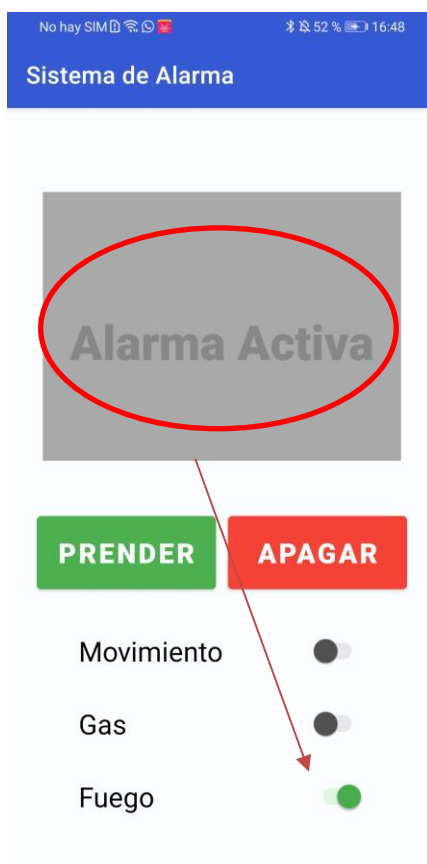 No hay SIM 52 % 16:48
Sistema de Alarma
Alarma Activa
PRENDER APAGAR
Movimiento
Gas
Fuego